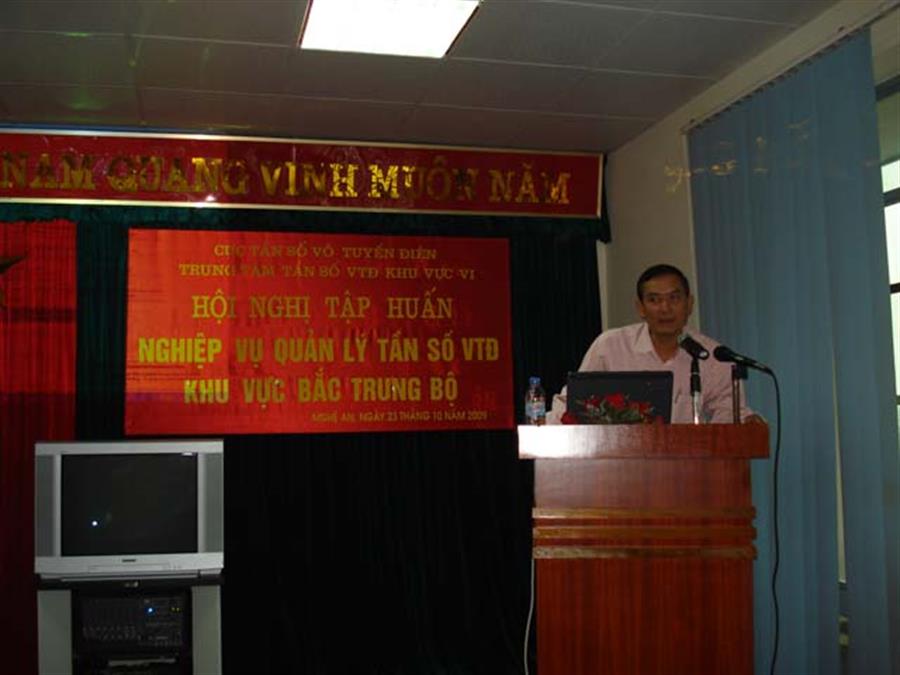 NAM QUANG VINH MUÔN NĂM
CỤC TẦN SỐ VÔ TUYẾN ĐIỆN
TRUNG TÂM TẦN SỐ VTĐ KHU VỰC VI
HỘI NGHỊ TẬP HUẤN
NGHIỆP VỤ QUẢN LÝ TẦN SỐ VTĐ
KHU VỰC BẮC TRUNG BỘ
NGHỆ AN, NGÀY 23 THÁNG 10 NĂM 2009